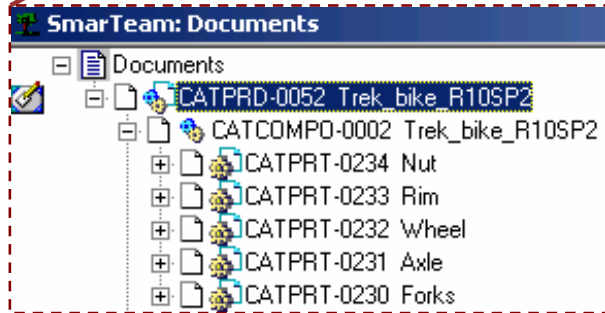 SmarTeam: Documents
Documents
CATPRD-0052 Trek_bike_R10SP2
CATCOMPO-0002 Trek_bike_R10SP2
CATPRT-0234 Nut
CATPRT-0233 Rim
CATPRT-0232 Wheel
CATPRT-0231 Axle
CATPRT-0230 Forks